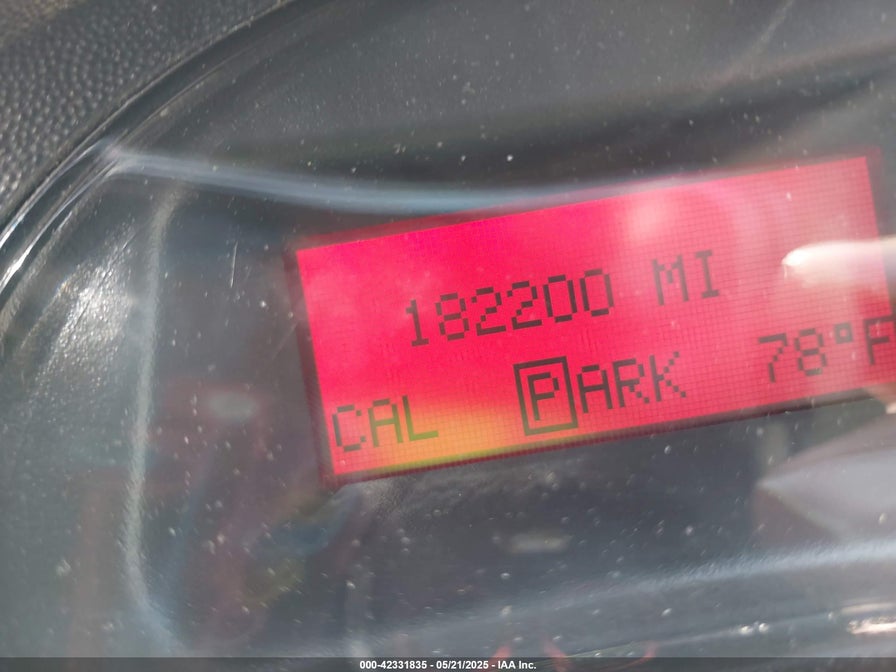 182200 MI
CAL PARK 78°F
000-42331835 - 05/21/2025 - IAA Inc.